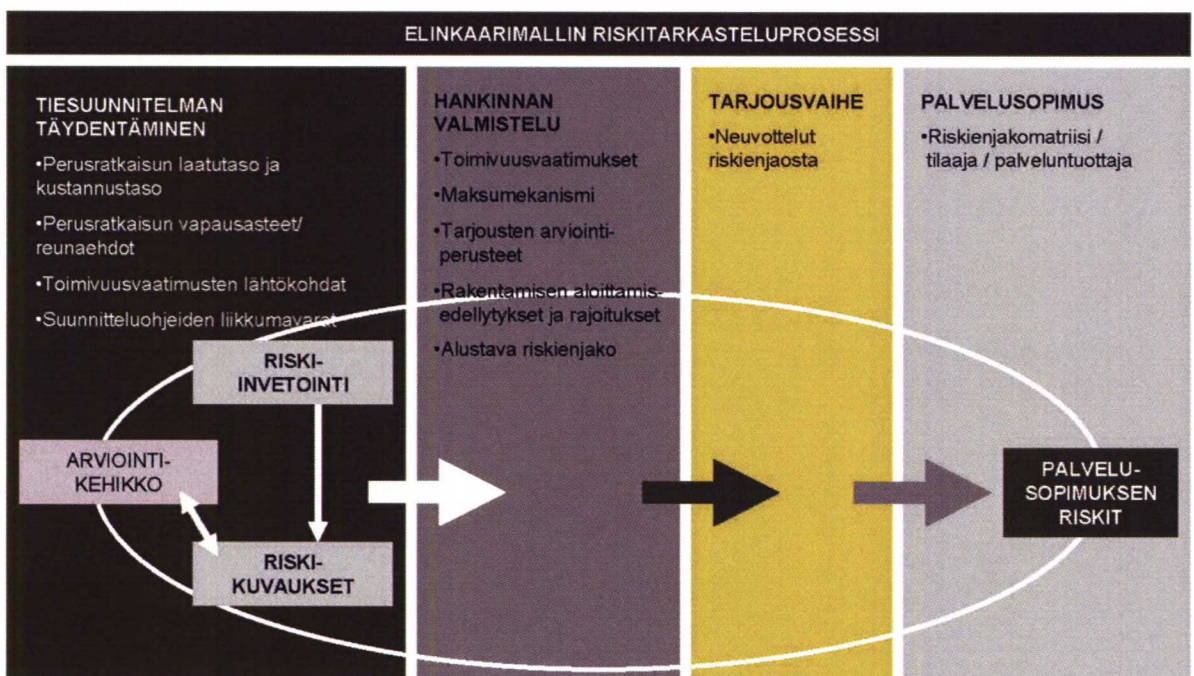 ELINKAARIMALLIN RISKITARKASTELUPROSESSI
TIESUUNNITELMAN
TÄYDENTÄMINEN
•Perusratkaisun laatutaso ja
kustannustaso
•Perusratkaisun vapausasteet/
reunaehdot
•Toimivuusvaatimusten lähtökohdat
•Suunnitteluohjeiden liikkumavarat
RISKI-
INVETOINTI
ARVIOINTI-
KEHIKKO
RISKI-
KUVAUKSET
HANKINNAN
VALMISTELU
•Toimivuusvaatimukset
•Maksumekanismi
•Tarjousten arviointi-
perusteet
•Rakentamisen aloittamis-
edellytykset ja rajoitukset
•Alustava riskienjako
TARJOUSVAIHE
•Neuvottelut
riskienjaosta
PALVELUSOPIMUS
•Riskienjakomatriisi /
tilaaja / palveluntuottaja
PALVELU-
SOPIMUKSEN
RISKIT